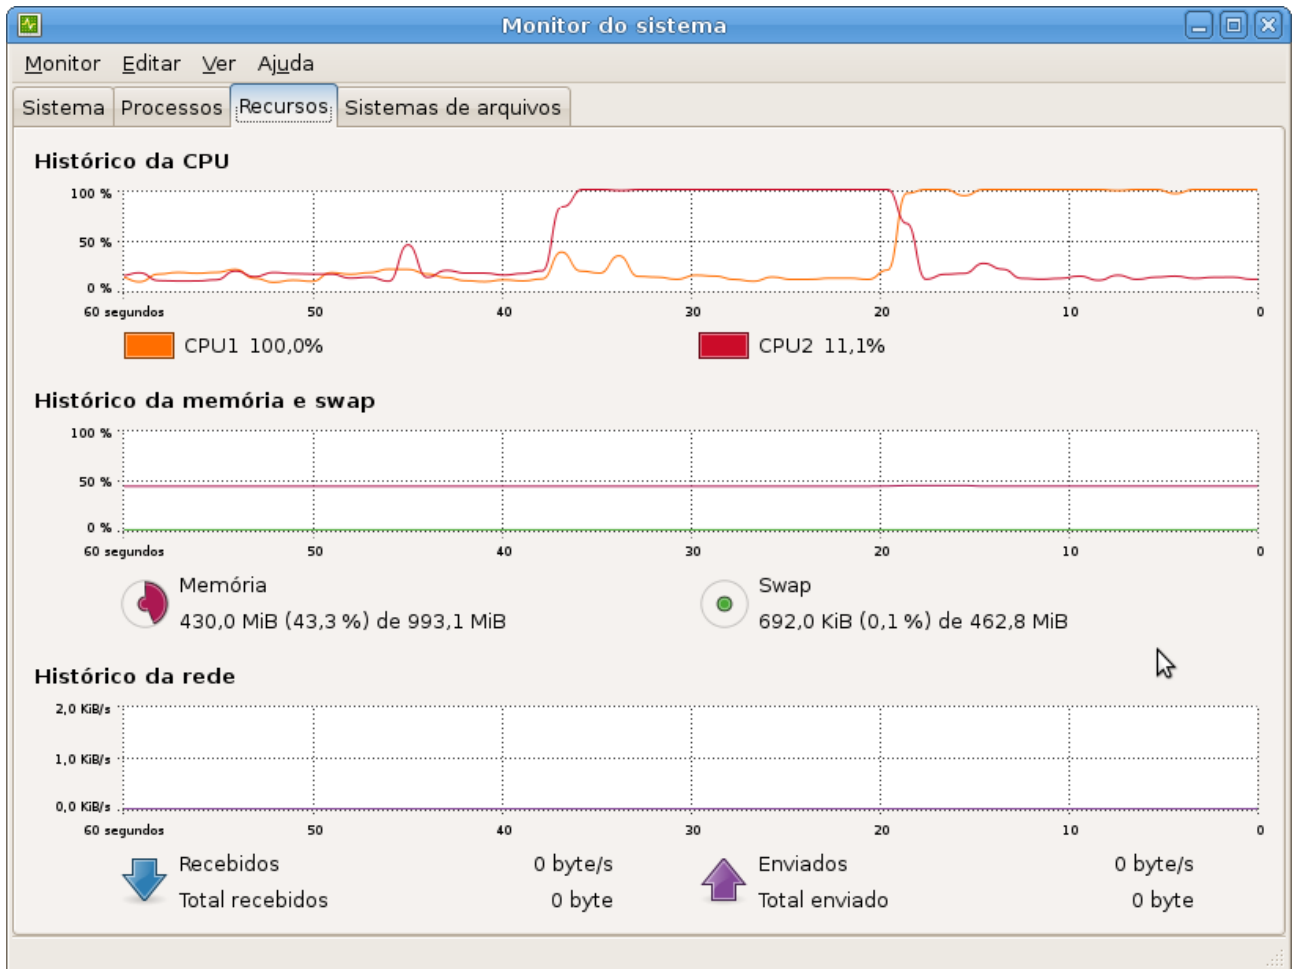 Monitor do sistema
Monitor Editar Ver Ajuda
Sistema Processos Recursos Sistemas de arquivos
Histórico da CPU
100 %
50 %
0 %
60 segundos 50 40 30 20 10 0
CPU1 100,0% CPU2 11,1%
Histórico da memória e swap
100 %
50 %
0 %
60 segundos 50 40 30 20 10 0
Memória Swap
430,0 MiB (43,3 %) de 993,1 MiB 692,0 KiB (0,1 %) de 462,8 MiB
Histórico da rede
2,0 KiB/s
1,0 KiB/s
0,0 KiB/s
60 segundos 50 40 30 20 10 0
Recebidos 0 byte/s Enviados 0 byte/s
Total recebidos 0 byte Total enviado 0 byte